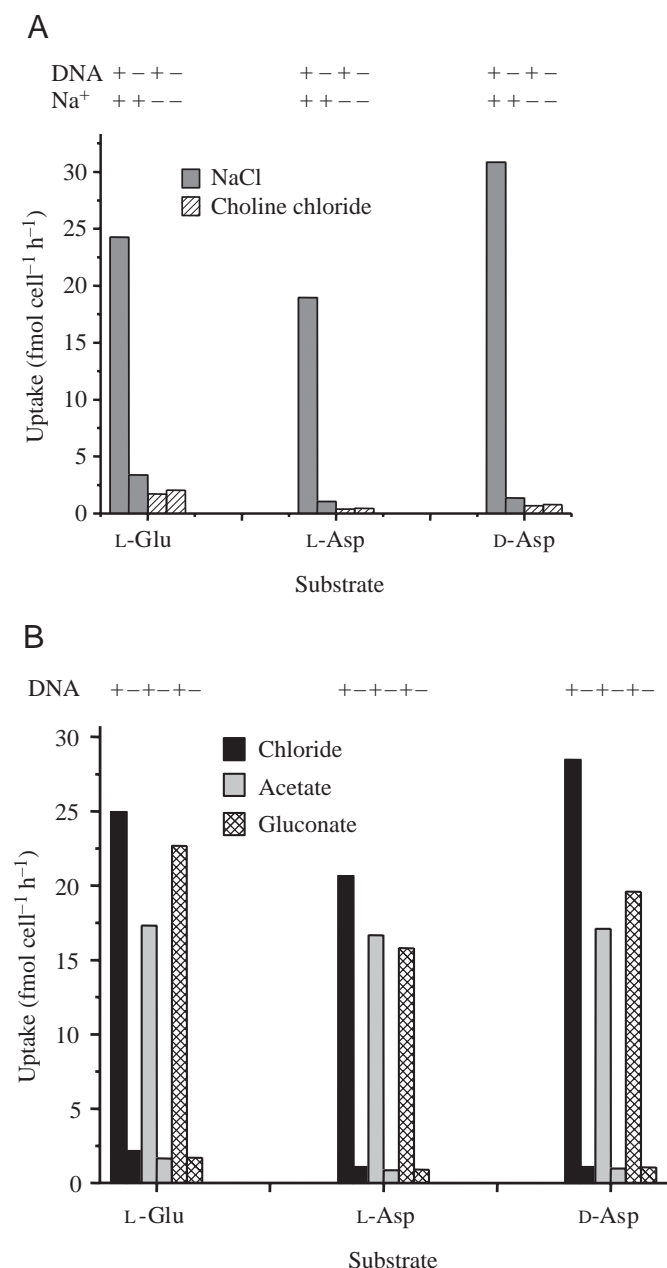 A
DNA + − + − + − + − + − + −
Na⁺ + + − − + + − − + + − −
30
25
20
15
10
5
0
Uptake (fmol cell⁻¹ h⁻¹)
NaCl
Choline chloride
L-Glu L-Asp D-Asp
Substrate
B
DNA +−+−+− +−+−+− +−+−+−
30
25
20
15
10
5
0
Uptake (fmol cell⁻¹ h⁻¹)
Chloride
Acetate
Gluconate
L-Glu L-Asp D-Asp
Substrate